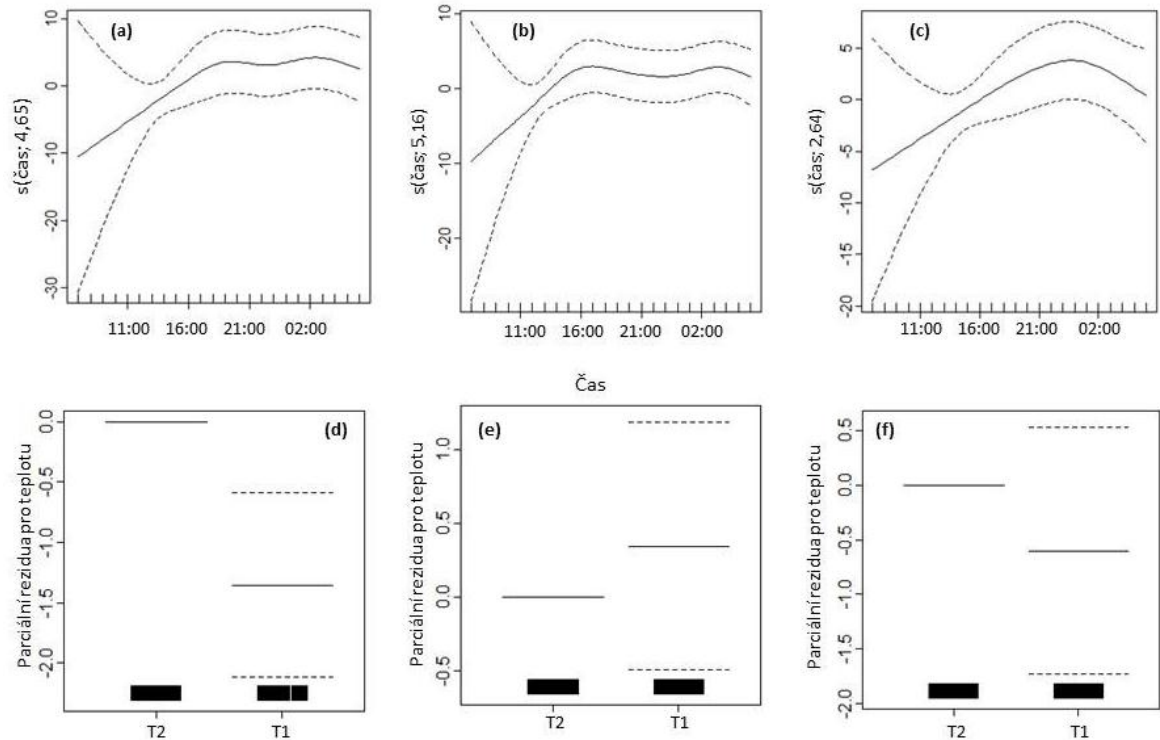 (a)
s(čas; 4,65)
10
0
-10
-20
-30
11:00 16:00 21:00 02:00
(b)
s(čas; 5,16)
10
0
-10
-20
11:00 16:00 21:00 02:00
(c)
s(čas; 2,64)
5
0
-5
-10
-15
-20
11:00 16:00 21:00 02:00
Čas
(d)
Parciální rezidua pro teplotu
0.0
-0.5
-1.0
-1.5
-2.0
T2 T1
(e)
Parciální rezidua pro teplotu
1.0
0.5
0.0
-0.5
T2 T1
(f)
Parciální rezidua pro teplotu
0.5
0.0
-0.5
-1.0
-1.5
-2.0
T2 T1